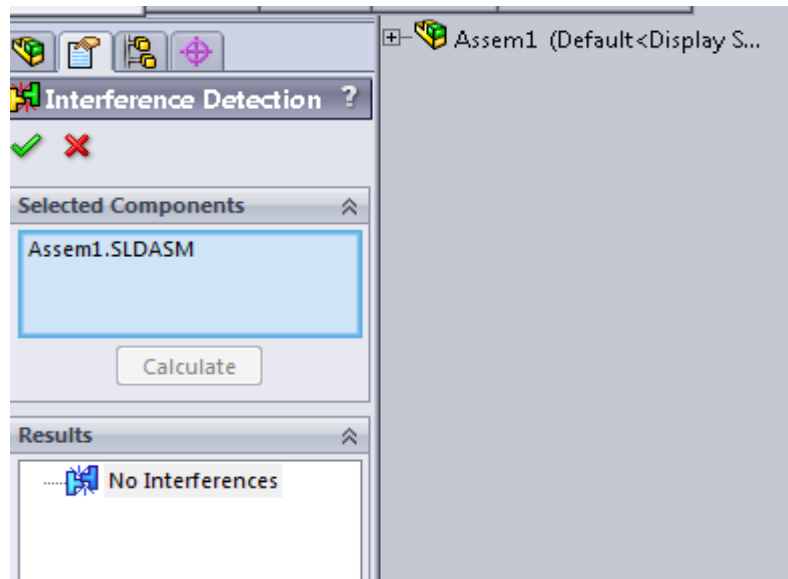 Assem1 (Default<Display S...
Interference Detection ?
Selected Components
Assem1.SLDASM
Calculate
Results
No Interferences